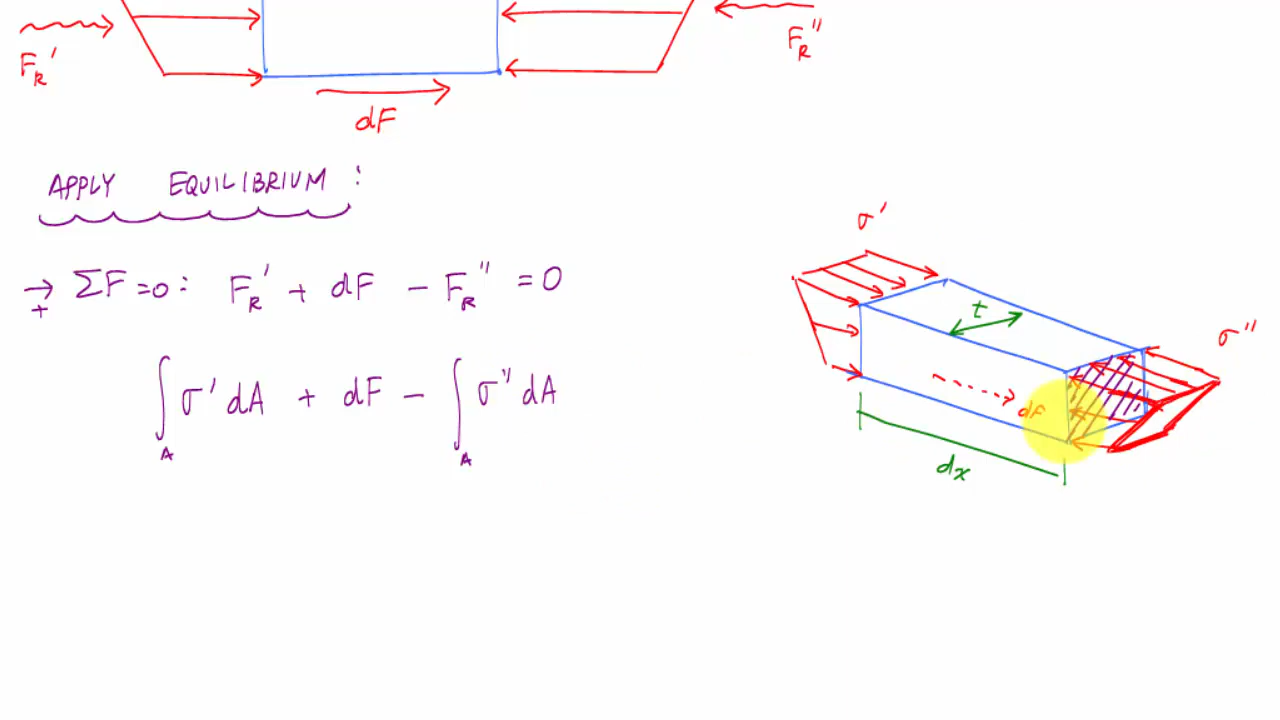 F_R' F_R''
dF
APPLY EQUILIBRIUM :
→+ ΣF=0: F_R' + dF - F_R'' = 0
∫_A σ'dA + dF - ∫_A σ''dA
σ'
t
σ''
dF
dx